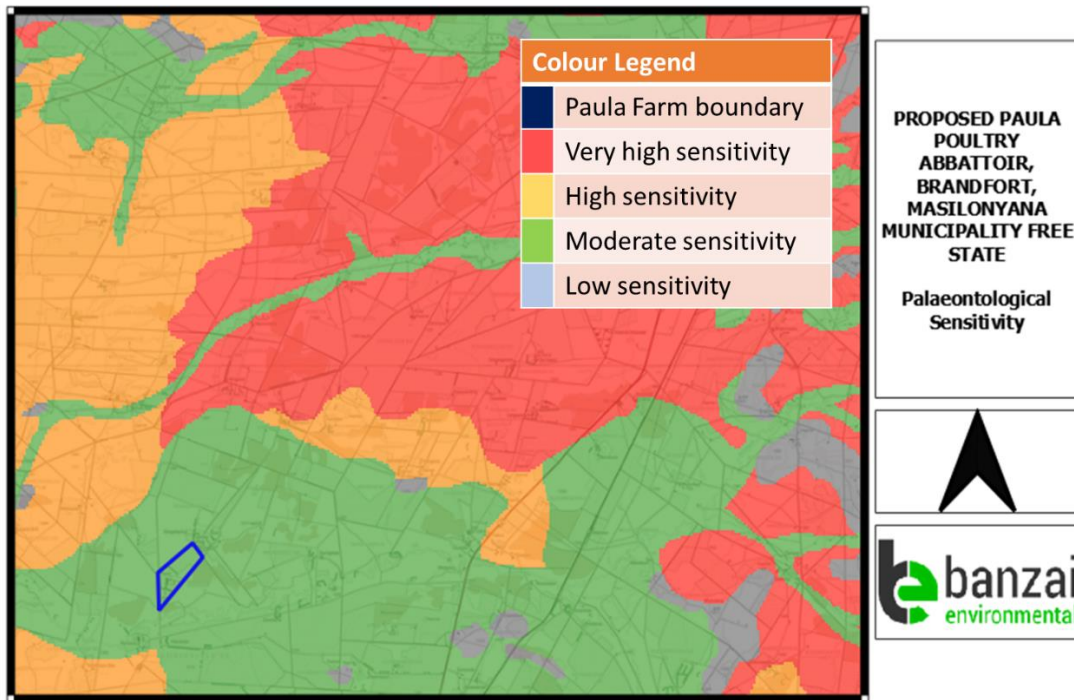 Colour Legend
Paula Farm boundary
Very high sensitivity
High sensitivity
Moderate sensitivity
Low sensitivity
PROPOSED PAULA
POULTRY
ABBATTOIR,
BRANDFORT,
MASILONYANA
MUNICIPALITY FREE
STATE
Palaeontological
Sensitivity
banzai
environmental